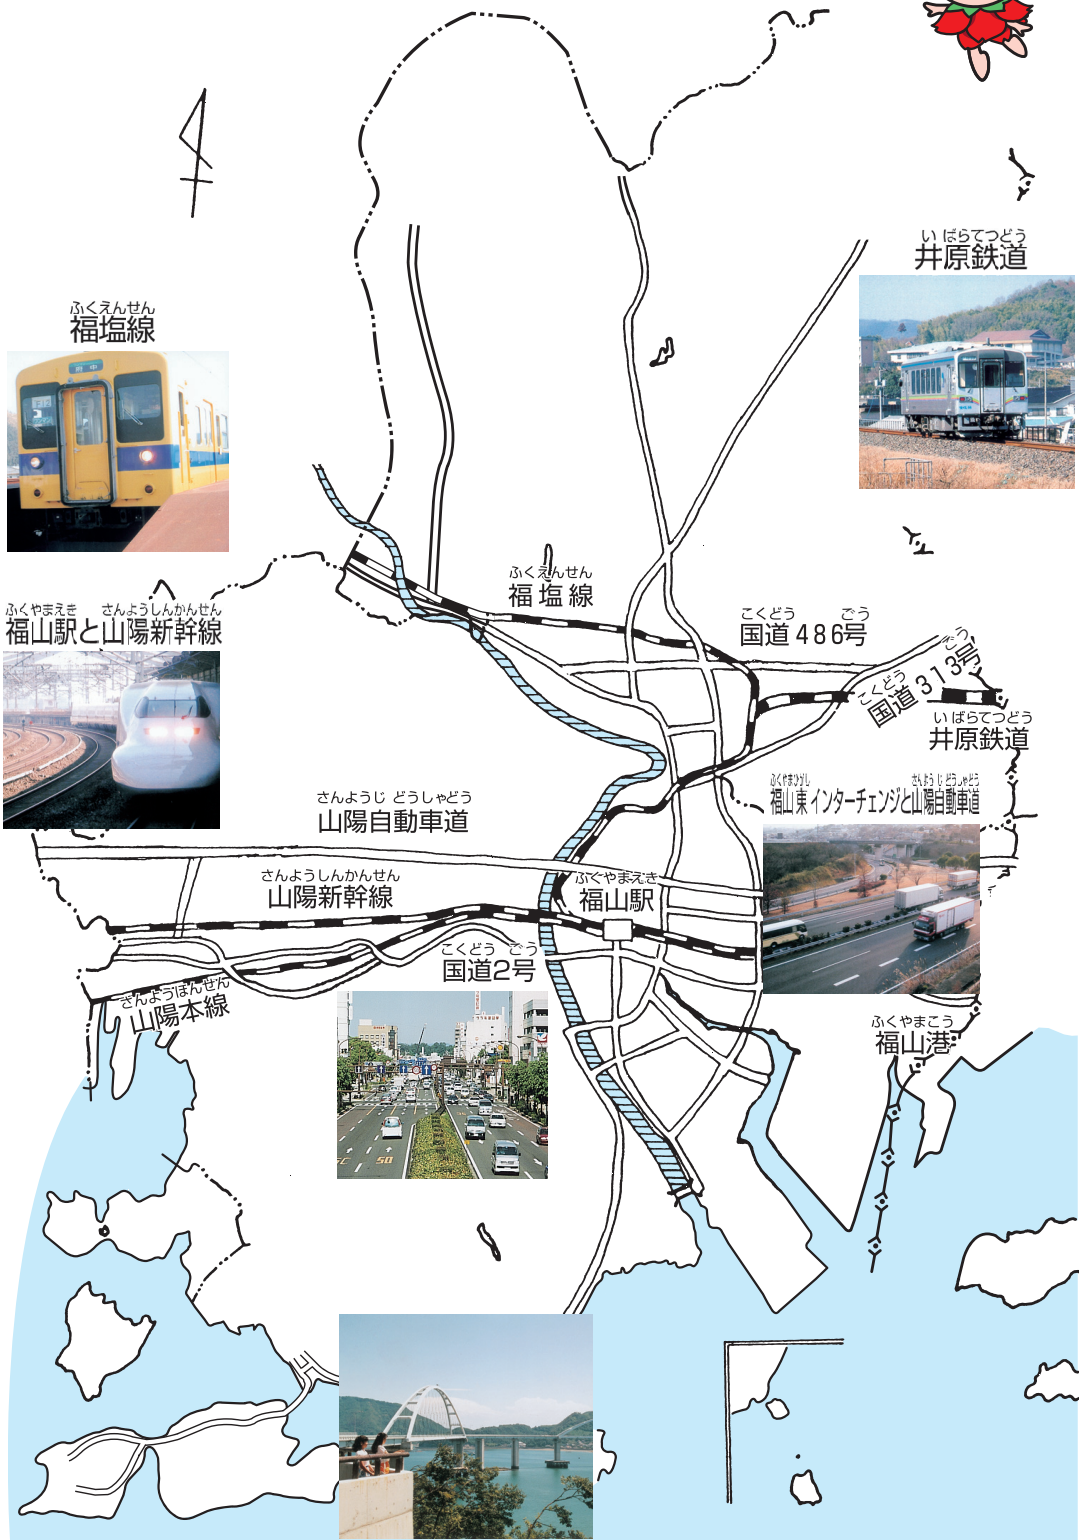 いばらてつどう
井原鉄道
ふくえんせん
福塩線
府中
ふくえんせん
福塩線
ふくやまえき さんようしんかんせん
福山駅と山陽新幹線
こくどう ごう
国道486号
こくどう ごう
国道313号
いばらてつどう
井原鉄道
ふくやまひがし さんようじどうしゃどう
福山東インターチェンジと山陽自動車道
さんようじどうしゃどう
山陽自動車道
さんようしんかんせん
山陽新幹線
ふくやまえき
福山駅
こくどう ごう
国道2号
さんようほんせん
山陽本線
ふくやまこう
福山港
50